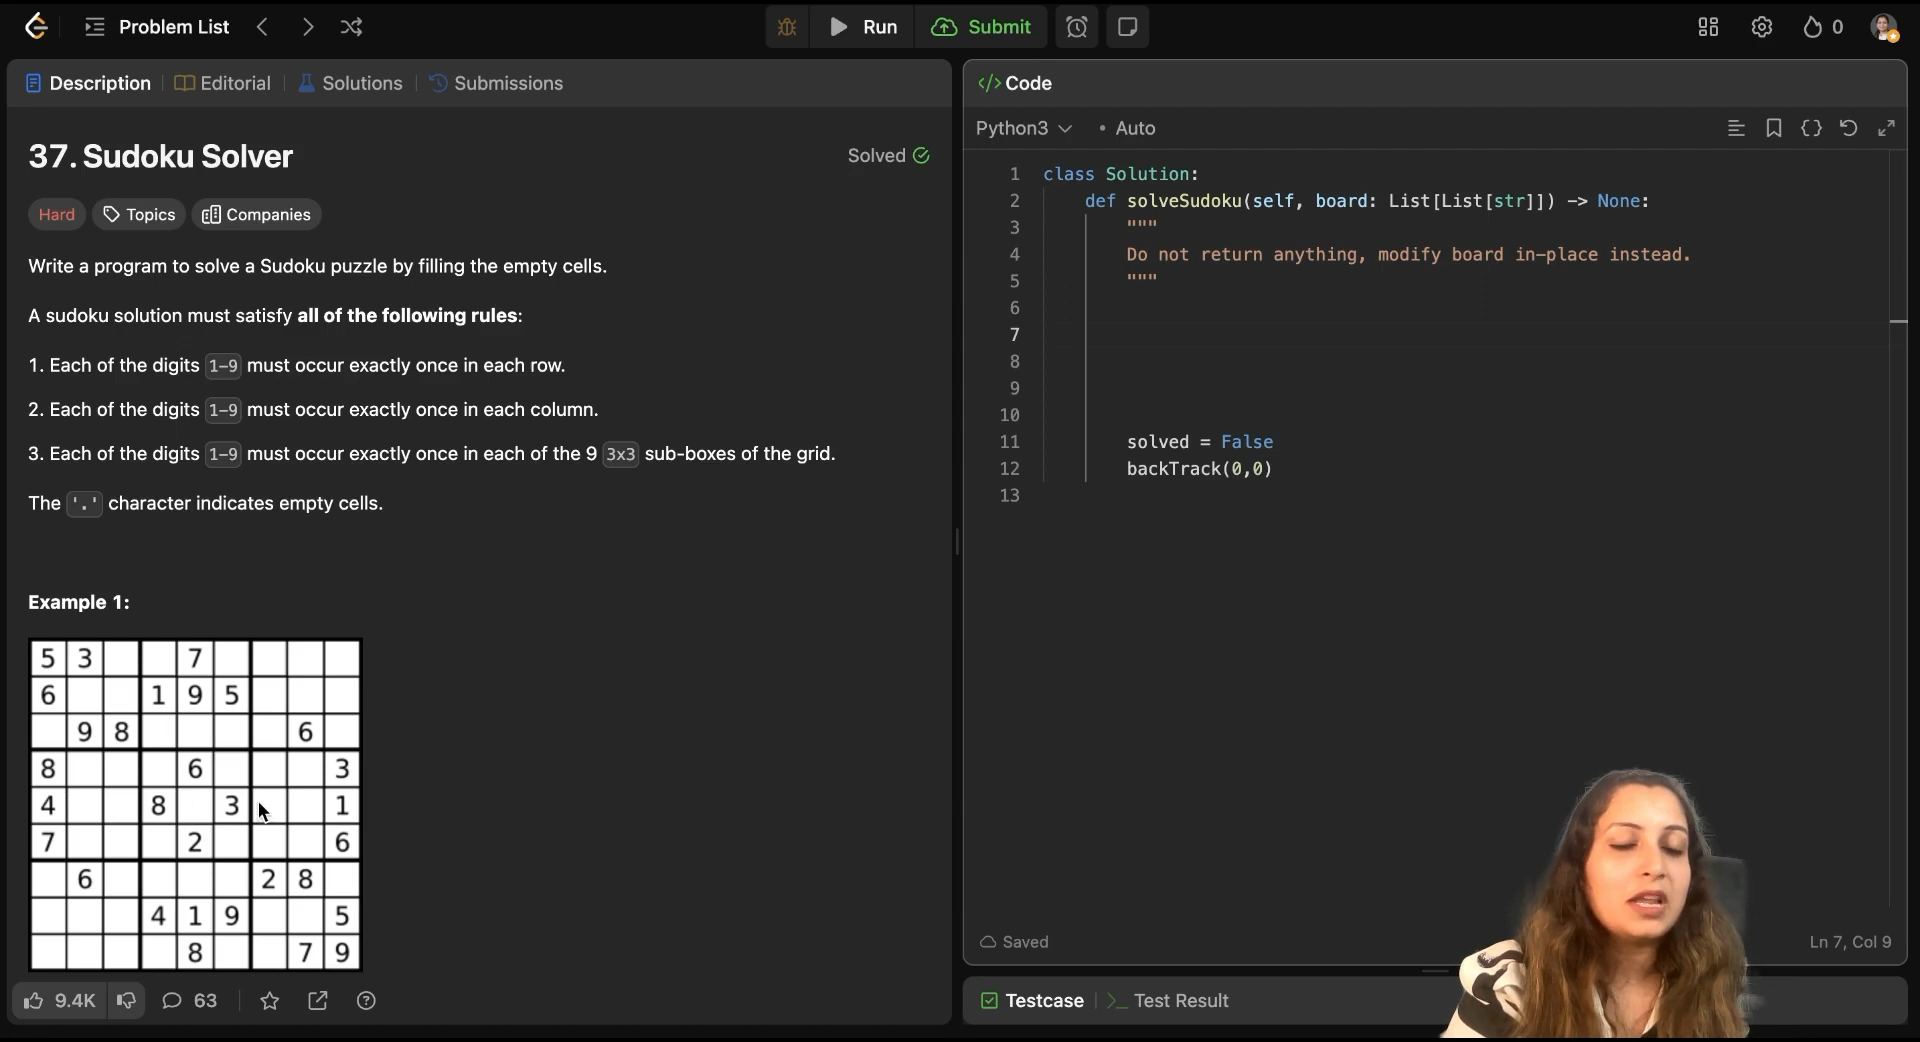 Problem List
Run
Submit
0
Description
Editorial
Solutions
Submissions
37. Sudoku Solver
Solved
Hard
Topics
Companies
Write a program to solve a Sudoku puzzle by filling the empty cells.
A sudoku solution must satisfy all of the following rules:
1. Each of the digits 1-9 must occur exactly once in each row.
2. Each of the digits 1-9 must occur exactly once in each column.
3. Each of the digits 1-9 must occur exactly once in each of the 9 3x3 sub-boxes of the grid.
The '.' character indicates empty cells.
Example 1:
5 3 7
6 1 9 5
9 8 6
8 6 3
4 8 3 1
7 2 6
6 2 8
4 1 9 5
8 7 9
9.4K
63
</> Code
Python3 • Auto
1 class Solution:
2 def solveSudoku(self, board: List[List[str]]) -> None:
3 """
4 Do not return anything, modify board in-place instead.
5 """
6
7
8
9
10
11 solved = False
12 backTrack(0,0)
13
Saved
Ln 7, Col 9
Testcase
>_ Test Result